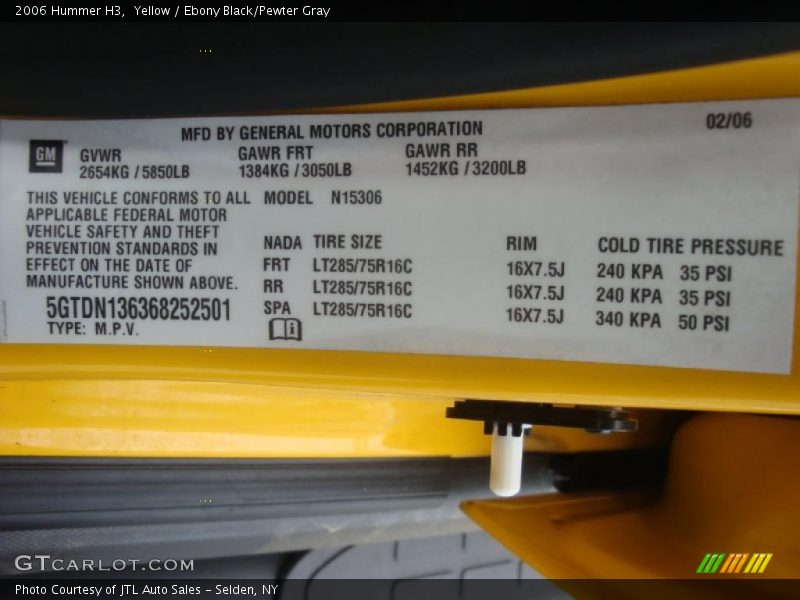 2006 Hummer H3, Yellow / Ebony Black/Pewter Gray
MFD BY GENERAL MOTORS CORPORATION 02/06
GM
GVWR GAWR FRT GAWR RR
2654KG / 5850LB 1384KG / 3050LB 1452KG / 3200LB
THIS VEHICLE CONFORMS TO ALL MODEL N15306
APPLICABLE FEDERAL MOTOR
VEHICLE SAFETY AND THEFT
PREVENTION STANDARDS IN
EFFECT ON THE DATE OF
MANUFACTURE SHOWN ABOVE.
5GTDN136368252501
TYPE: M.P.V.
NADA TIRE SIZE RIM COLD TIRE PRESSURE
FRT LT285/75R16C 16X7.5J 240 KPA 35 PSI
RR LT285/75R16C 16X7.5J 240 KPA 35 PSI
SPA LT285/75R16C 16X7.5J 340 KPA 50 PSI
GTCARLOT.COM
Photo Courtesy of JTL Auto Sales - Selden, NY